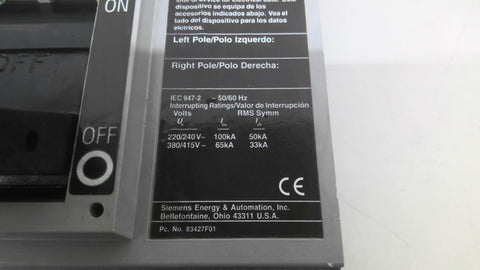 ON
OFF
OFF
dispositivo se equipa de los
accesorios indicados abajo. Vea el
lado del dispositivo para los datos
elétricos.
Left Pole/Polo Izquierdo:
Right Pole/Polo Derecha:
IEC 947-2 ~ 50/60 Hz
Interrupting Ratings/Valor de Interrupción
Volts RMS Symm
220/240V~ 100kA 50kA
380/415V~ 65kA 33kA
CE
Siemens Energy & Automation, Inc.
Bellefontaine, Ohio 43311 U.S.A.
Pc. No. 83427F01